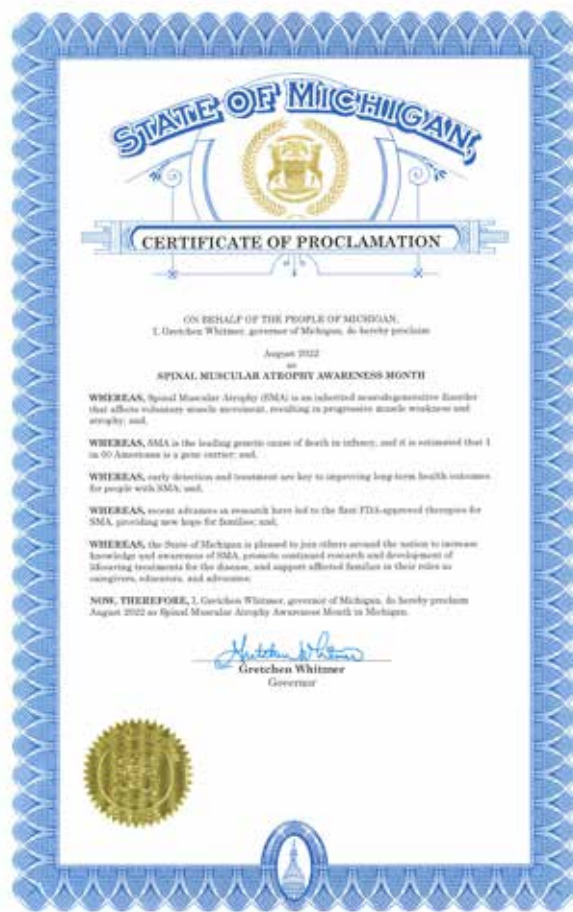 STATE OF MICHIGAN,
CERTIFICATE OF PROCLAMATION
ON BEHALF OF THE PEOPLE OF MICHIGAN,
I, Gretchen Whitmer, governor of Michigan, do hereby proclaim
August 2022
as
SPINAL MUSCULAR ATROPHY AWARENESS MONTH
WHEREAS, Spinal Muscular Atrophy (SMA) is an inherited neurodegenerative disorder
that affects voluntary muscle movement, resulting in progressive muscle weakness and
atrophy; and,
WHEREAS, SMA is the leading genetic cause of death in infancy, and it is estimated that 1
in 50 Americans is a gene carrier; and,
WHEREAS, early detection and treatment are key to improving long-term health outcomes
for people with SMA; and,
WHEREAS, recent advances in research have led to the first FDA-approved therapies for
SMA, providing new hope for families; and,
WHEREAS, the State of Michigan is pleased to join others around the nation to increase
knowledge and awareness of SMA, promote continued research and development of
lifesaving treatments for the disease, and support affected families in their roles as
caregivers, educators, and advocates;
NOW, THEREFORE, I, Gretchen Whitmer, governor of Michigan, do hereby proclaim
August 2022 as Spinal Muscular Atrophy Awareness Month in Michigan.
Gretchen Whitmer
Gretchen Whitmer
Governor